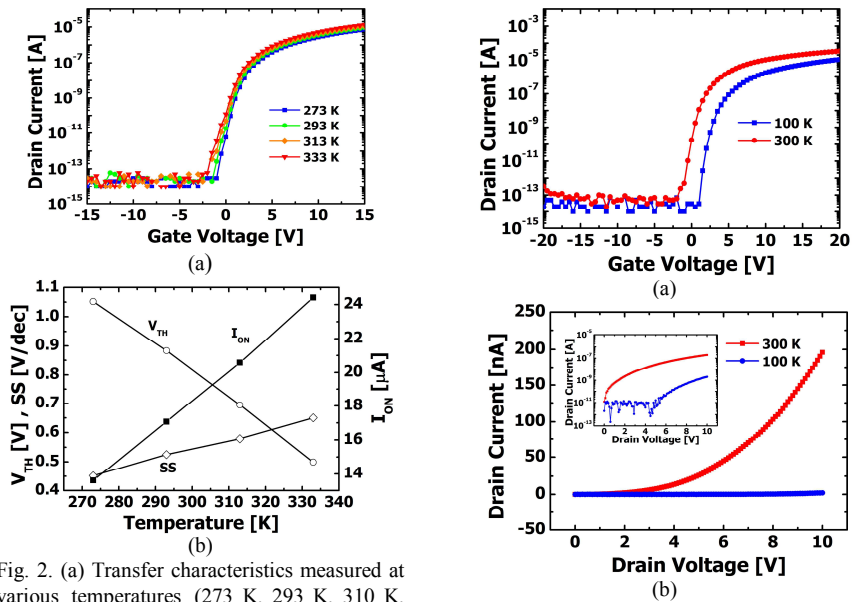 Drain Current [A]
10^-5
10^-7
10^-9
10^-11
10^-13
10^-15
273 K
293 K
313 K
333 K
-15 -10 -5 0 5 10 15
Gate Voltage [V]
(a)
V_TH [V] , SS [V/dec]
1.1
1.0
0.9
0.8
0.7
0.6
0.5
0.4
V_TH
I_ON
SS
24
22
20
18
16
14
I_ON [μA]
270 280 290 300 310 320 330 340
Temperature [K]
(b)
Fig. 2. (a) Transfer characteristics measured at
various temperatures (273 K, 293 K, 310 K,
Drain Current [A]
10^-3
10^-5
10^-7
10^-9
10^-11
10^-13
10^-15
100 K
300 K
-20 -15 -10 -5 0 5 10 15 20
Gate Voltage [V]
(a)
Drain Current [nA]
250
200
150
100
50
0
-50
300 K
100 K
Drain Current [A]
10^-5
10^-7
10^-9
10^-11
10^-13
0 2 4 6 8 10
Drain Voltage [V]
0 2 4 6 8 10
Drain Voltage [V]
(b)